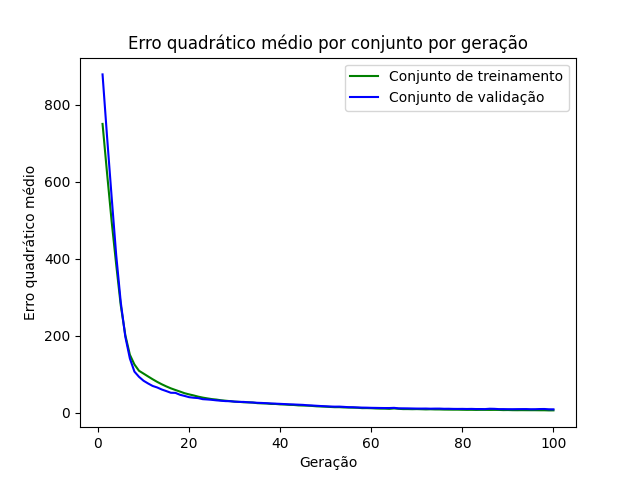 Erro quadrático médio por conjunto por geração
Conjunto de treinamento
Conjunto de validação
Erro quadrático médio
800
600
400
200
0
0 20 40 60 80 100
Geração